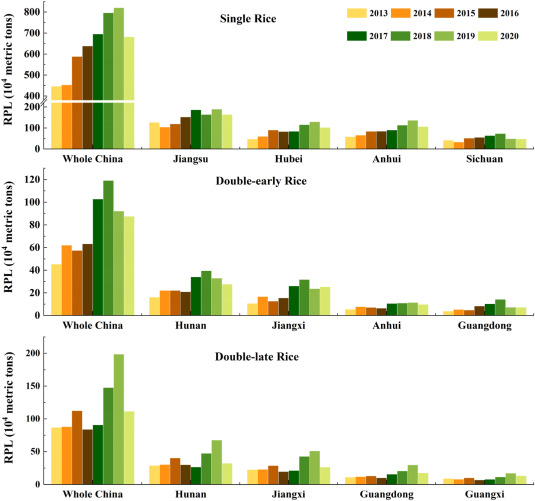 Single Rice
2013 2014 2015 2016
2017 2018 2019 2020
RPL (10⁴ metric tons)
800
700
600
500
400
200
100
0
Whole China Jiangsu Hubei Anhui Sichuan
Double-early Rice
RPL (10⁴ metric tons)
120
100
80
60
40
20
0
Whole China Hunan Jiangxi Anhui Guangdong
Double-late Rice
RPL (10⁴ metric tons)
200
150
100
50
0
Whole China Hunan Jiangxi Guangdong Guangxi